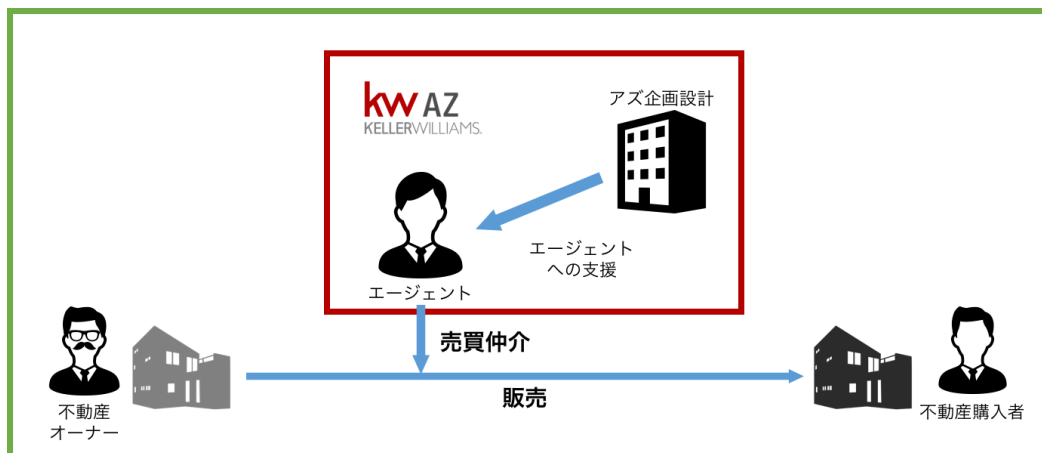 kw AZ
KELLERWILLIAMS.
アズ企画設計
エージェント
への支援
エージェント
売買仲介
販売
不動産
オーナー
不動産購入者